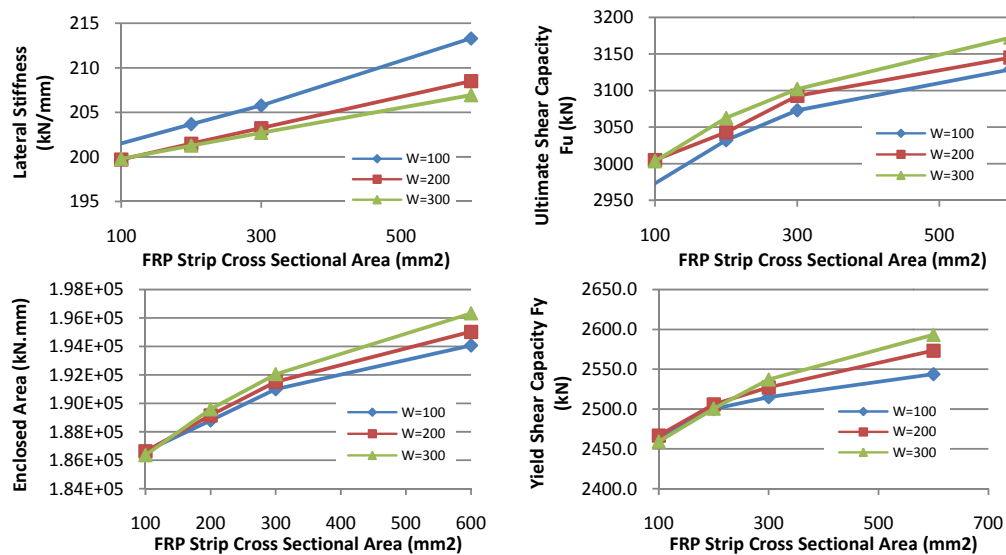 Lateral Stiffness
(kN/mm)
215
210
205
200
195
W=100
W=200
W=300
100
300
500
FRP Strip Cross Sectional Area (mm2)
Ultimate Shear Capacity
Fu (kN)
3200
3150
3100
3050
3000
2950
W=100
W=200
W=300
100
300
500
FRP Strip Cross Sectional Area (mm2)
Enclosed Area (kN.mm)
1.98E+05
1.96E+05
1.94E+05
1.92E+05
1.90E+05
1.88E+05
1.86E+05
1.84E+05
W=100
W=200
W=300
100
200
300
400
500
600
FRP Strip Cross Sectional Area (mm2)
Yield Shear Capacity Fy
(kN)
2650.0
2600.0
2550.0
2500.0
2450.0
2400.0
W=100
W=200
W=300
100
300
500
700
FRP Strip Cross Sectional Area (mm2)